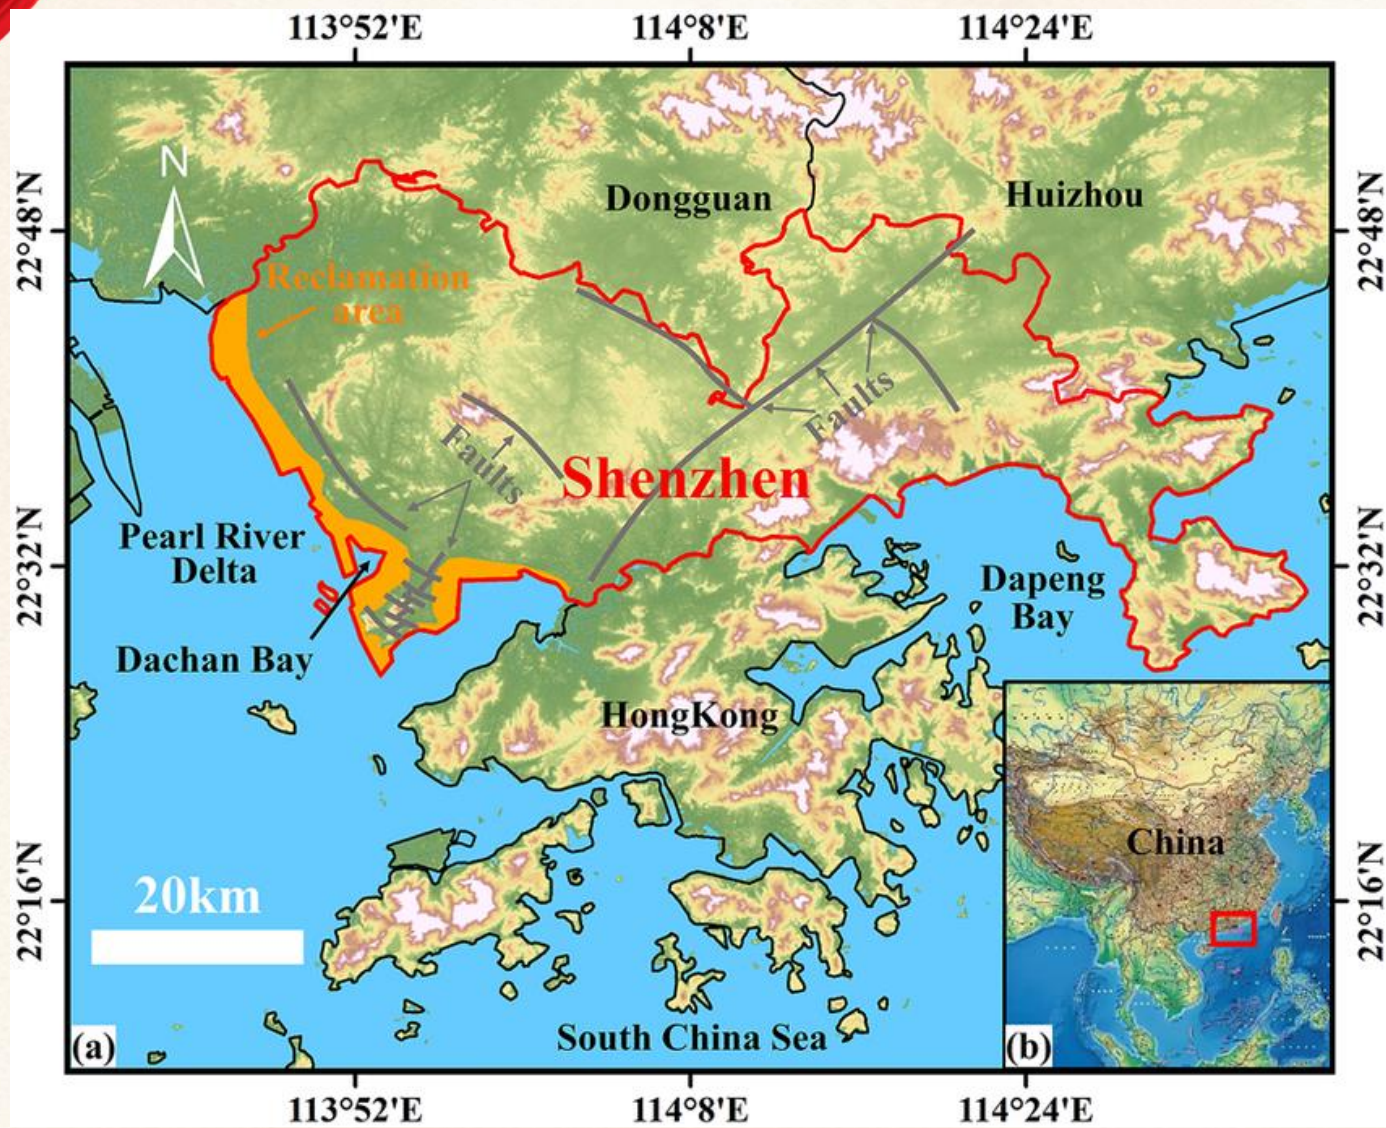 113°52'E
114°8'E
114°24'E
N
22°48'N
22°48'N
Dongguan
Huizhou
Reclamation
area
Faults
Faults
Shenzhen
Pearl River
Delta
22°32'N
22°32'N
Dapeng
Bay
Dachan Bay
HongKong
China
20km
22°16'N
22°16'N
South China Sea
(a)
(b)
113°52'E
114°8'E
114°24'E